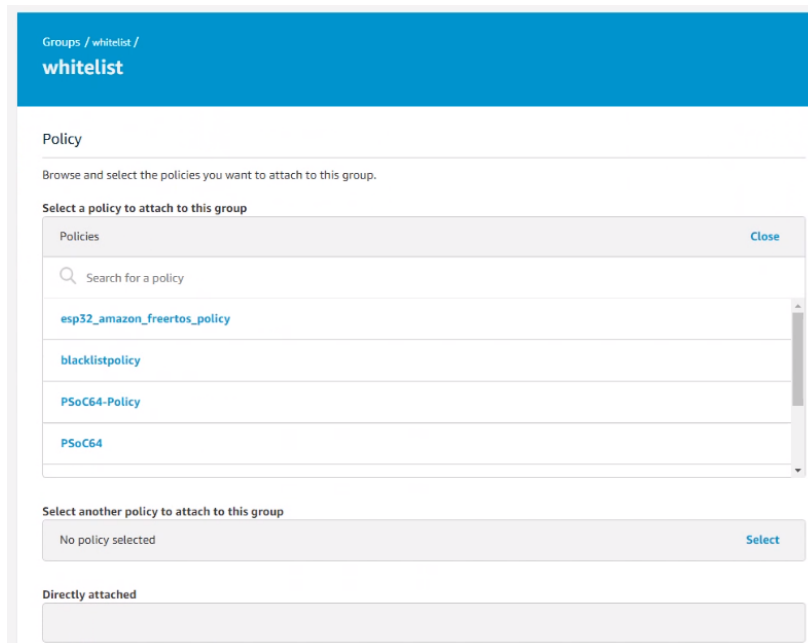 Groups / whitelist /
whitelist
Policy
Browse and select the policies you want to attach to this group.
Select a policy to attach to this group
Policies Close
Search for a policy
esp32_amazon_freertos_policy
blacklistpolicy
PSoC64-Policy
PSoC64
Select another policy to attach to this group
No policy selected Select
Directly attached